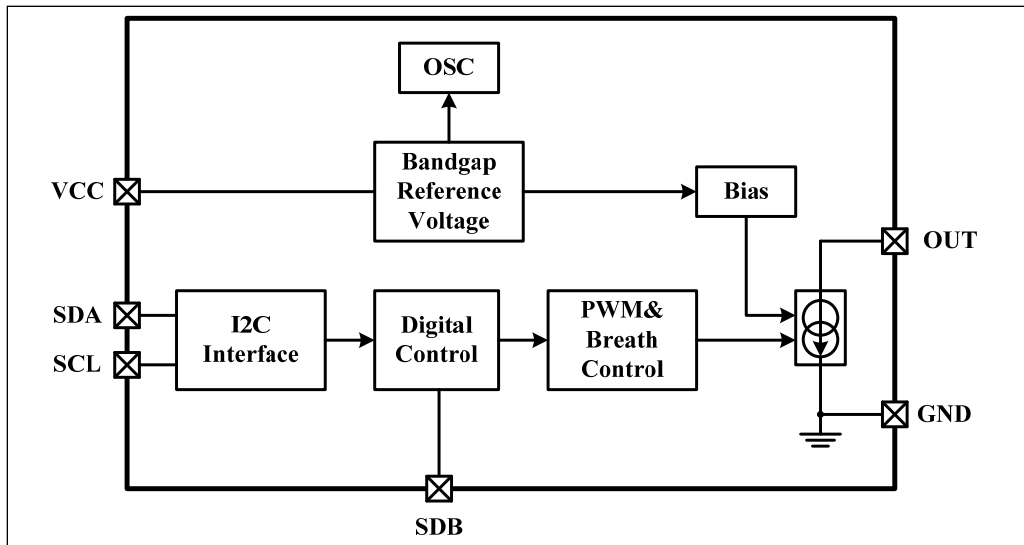 OSC
VCC
Bandgap
Reference
Voltage
Bias
OUT
SDA
SCL
I2C
Interface
Digital
Control
PWM&
Breath
Control
GND
SDB